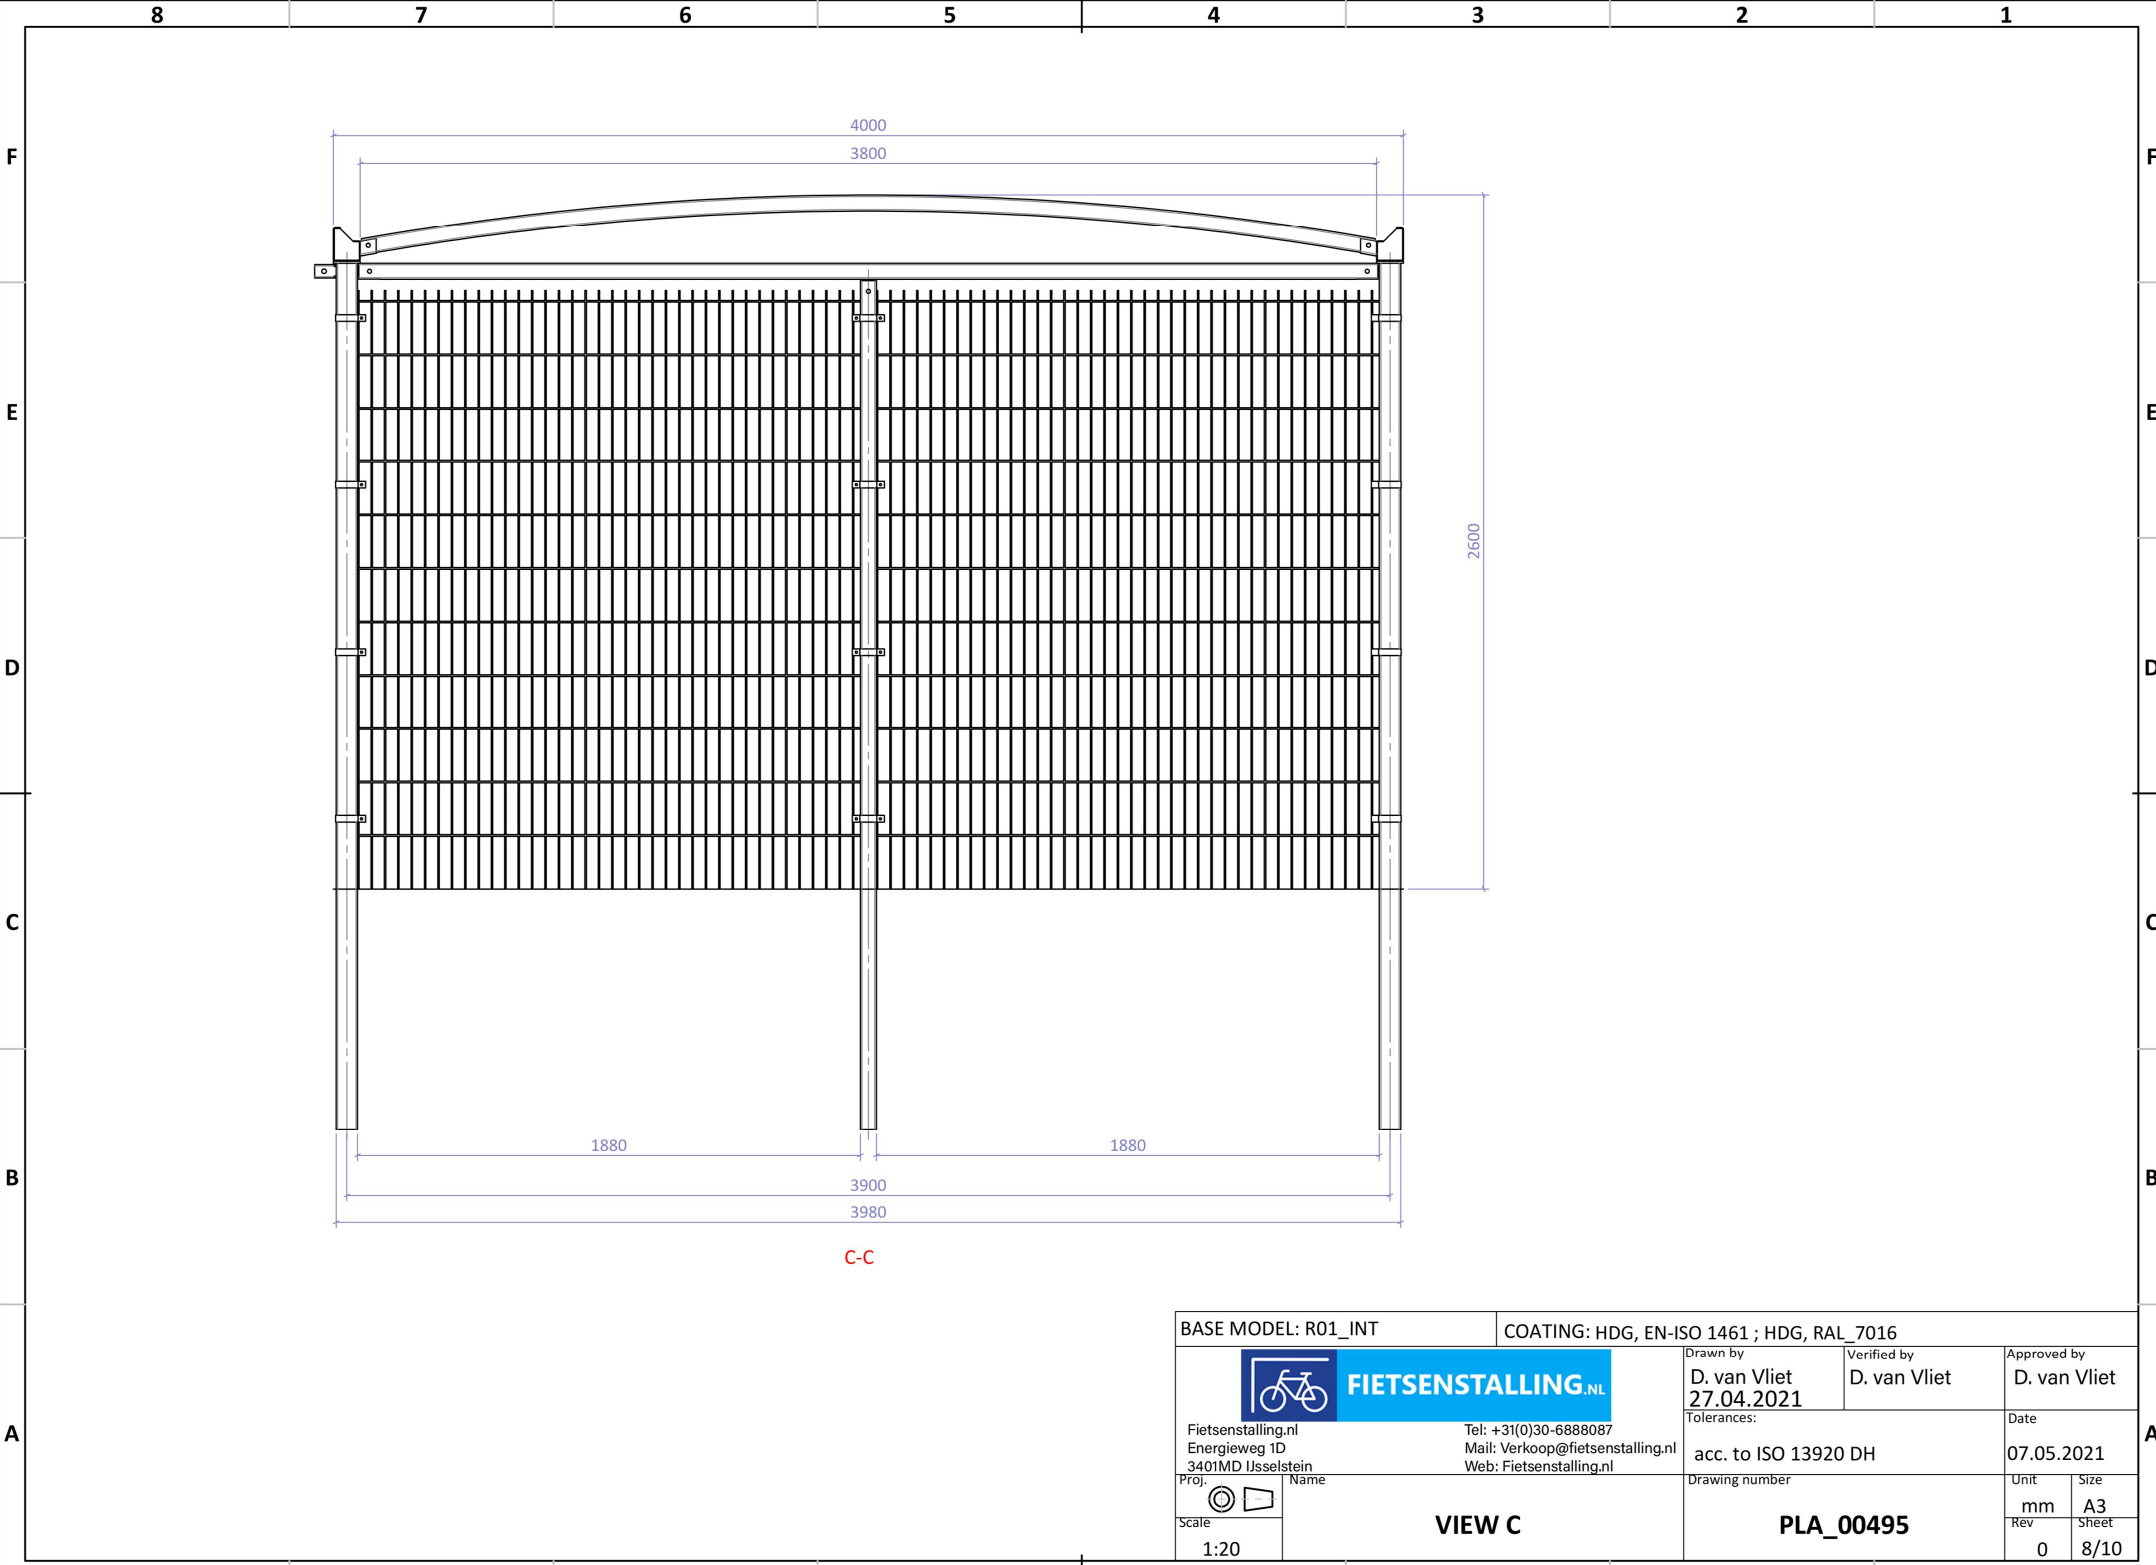 8 7 6 5 4 3 2 1
F F
E E
D D
C C
B B
A A
4000
3800
2600
1880 1880
3900
3980
C-C
BASE MODEL: R01_INT
COATING: HDG, EN-ISO 1461 ; HDG, RAL_7016
FIETSENSTALLING.NL
Fietsenstalling.nl
Energieweg 1D
3401MD IJsselstein
Tel: +31(0)30-6888087
Mail: Verkoop@fietsenstalling.nl
Web: Fietsenstalling.nl
Drawn by
D. van Vliet
27.04.2021
Verified by
D. van Vliet
Approved by
D. van Vliet
Tolerances:
acc. to ISO 13920 DH
Date
07.05.2021
Proj.
Scale
1:20
Name
VIEW C
Drawing number
PLA_00495
Unit
mm
Size
A3
Rev
0
Sheet
8/10